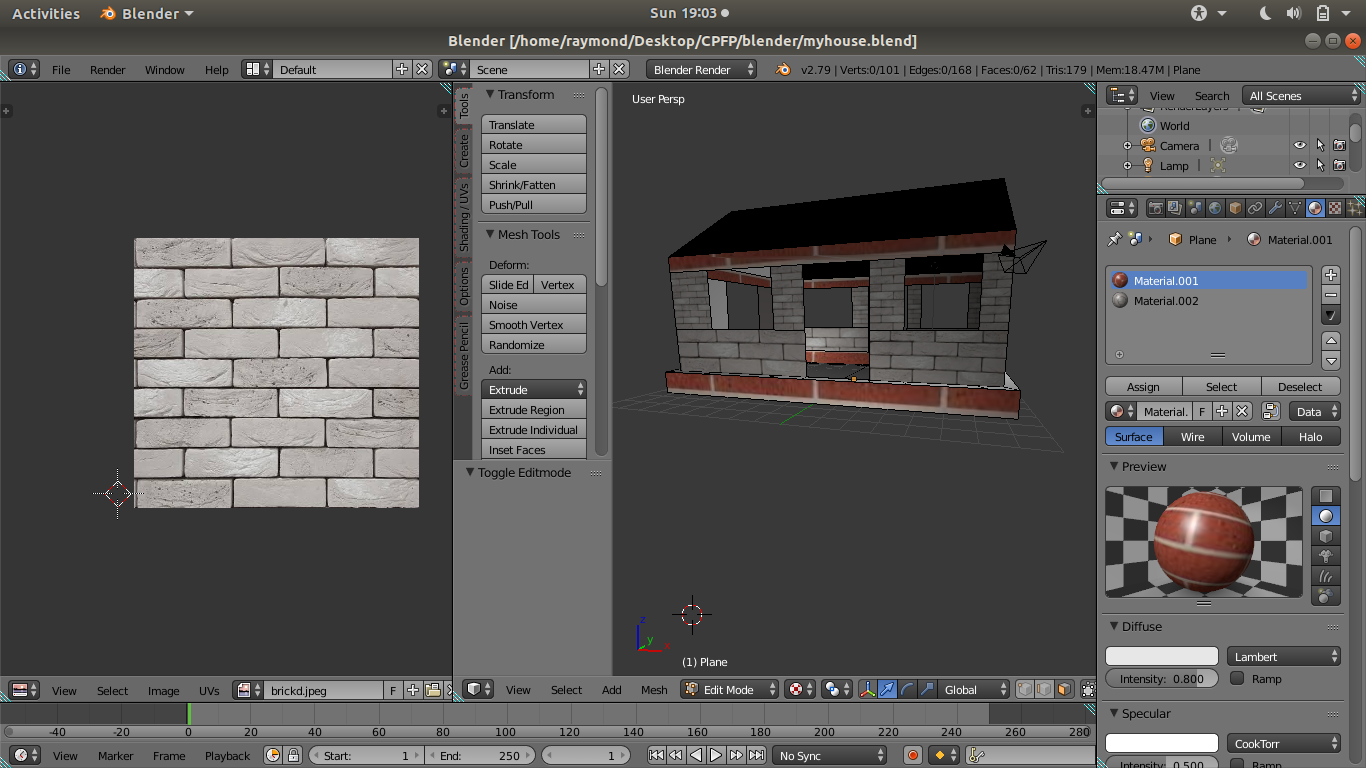 Activities Blender Sun 19:03
Blender [/home/raymond/Desktop/CPFP/blender/myhouse.blend]
File Render Window Help Default Scene Blender Render v2.79 | Verts:0/101 | Edges:0/168 | Faces:0/62 | Tris:179 | Mem:18.47M | Plane
Tools
Create
Shading / UVs
Options
Grease Pencil
Transform
Translate
Rotate
Scale
Shrink/Fatten
Push/Pull
Mesh Tools
Deform:
Slide Ed Vertex
Noise
Smooth Vertex
Randomize
Add:
Extrude
Extrude Region
Extrude Individual
Inset Faces
Toggle Editmode
User Persp
z
y
x
(1) Plane
View Search All Scenes
World
Camera
Lamp
Plane Material.001
Material.001
Material.002
Assign Select Deselect
Material. F Data
Surface Wire Volume Halo
Preview
Diffuse
Lambert
Intensity: 0.800 Ramp
Specular
CookTorr
Intensity: 0.500 Ramp
View Select Image UVs brickd.jpeg F
View Select Add Mesh Edit Mode Global
-40 -20 0 20 40 60 80 100 120 140 160 180 200 220 240 260 280
View Marker Frame Playback Start: 1 End: 250 1 No Sync